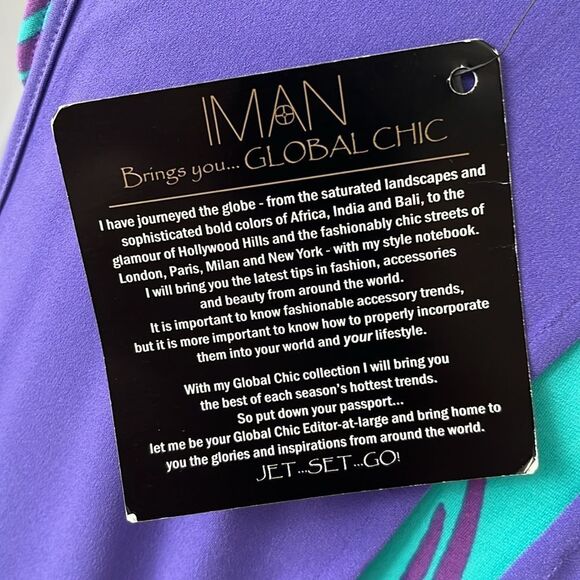 IMAN
Brings you... GLOBAL CHIC
I have journeyed the globe - from the saturated landscapes and
sophisticated bold colors of Africa, India and Bali, to the
glamour of Hollywood Hills and the fashionably chic streets of
London, Paris, Milan and New York - with my style notebook.
I will bring you the latest tips in fashion, accessories
and beauty from around the world.
It is important to know fashionable accessory trends,
but it is more important to know how to properly incorporate
them into your world and your lifestyle.
With my Global Chic collection I will bring you
the best of each season's hottest trends.
So put down your passport...
let me be your Global Chic Editor-at-large and bring home to
you the glories and inspirations from around the world.
JET...SET...GO!